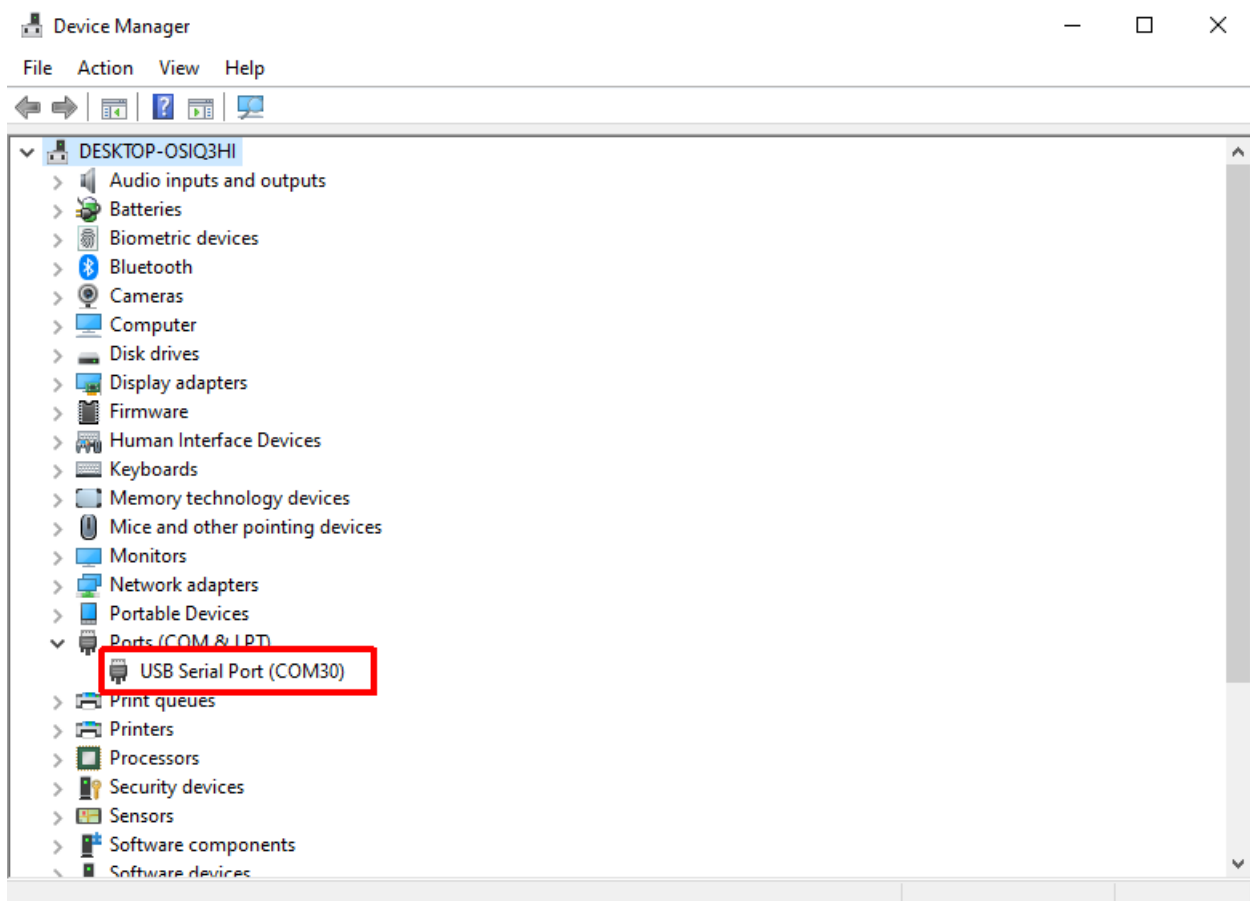 Device Manager
File Action View Help
DESKTOP-OSIQ3HI
Audio inputs and outputs
Batteries
Biometric devices
Bluetooth
Cameras
Computer
Disk drives
Display adapters
Firmware
Human Interface Devices
Keyboards
Memory technology devices
Mice and other pointing devices
Monitors
Network adapters
Portable Devices
Ports (COM & LPT)
USB Serial Port (COM30)
Print queues
Printers
Processors
Security devices
Sensors
Software components
Software devices